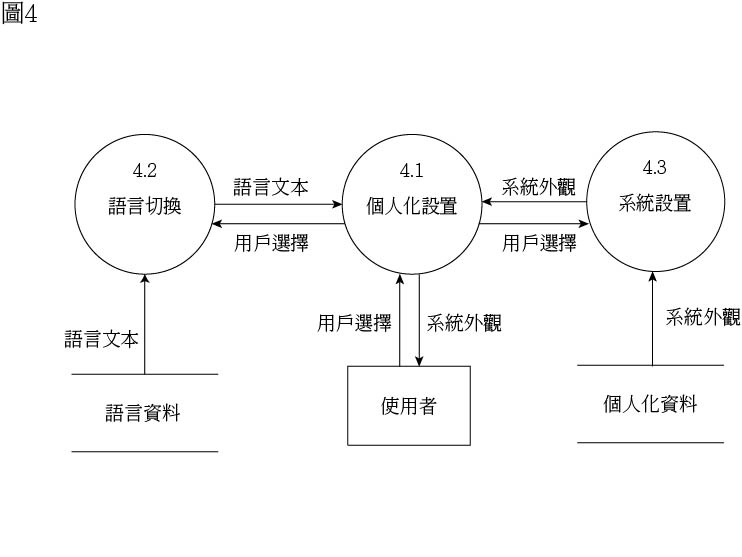 圖4
4.2
語言切換
語言文本
用戶選擇
4.1
個人化設置
系統外觀
用戶選擇
4.3
系統設置
語言文本
用戶選擇
系統外觀
系統外觀
語言資料
使用者
個人化資料